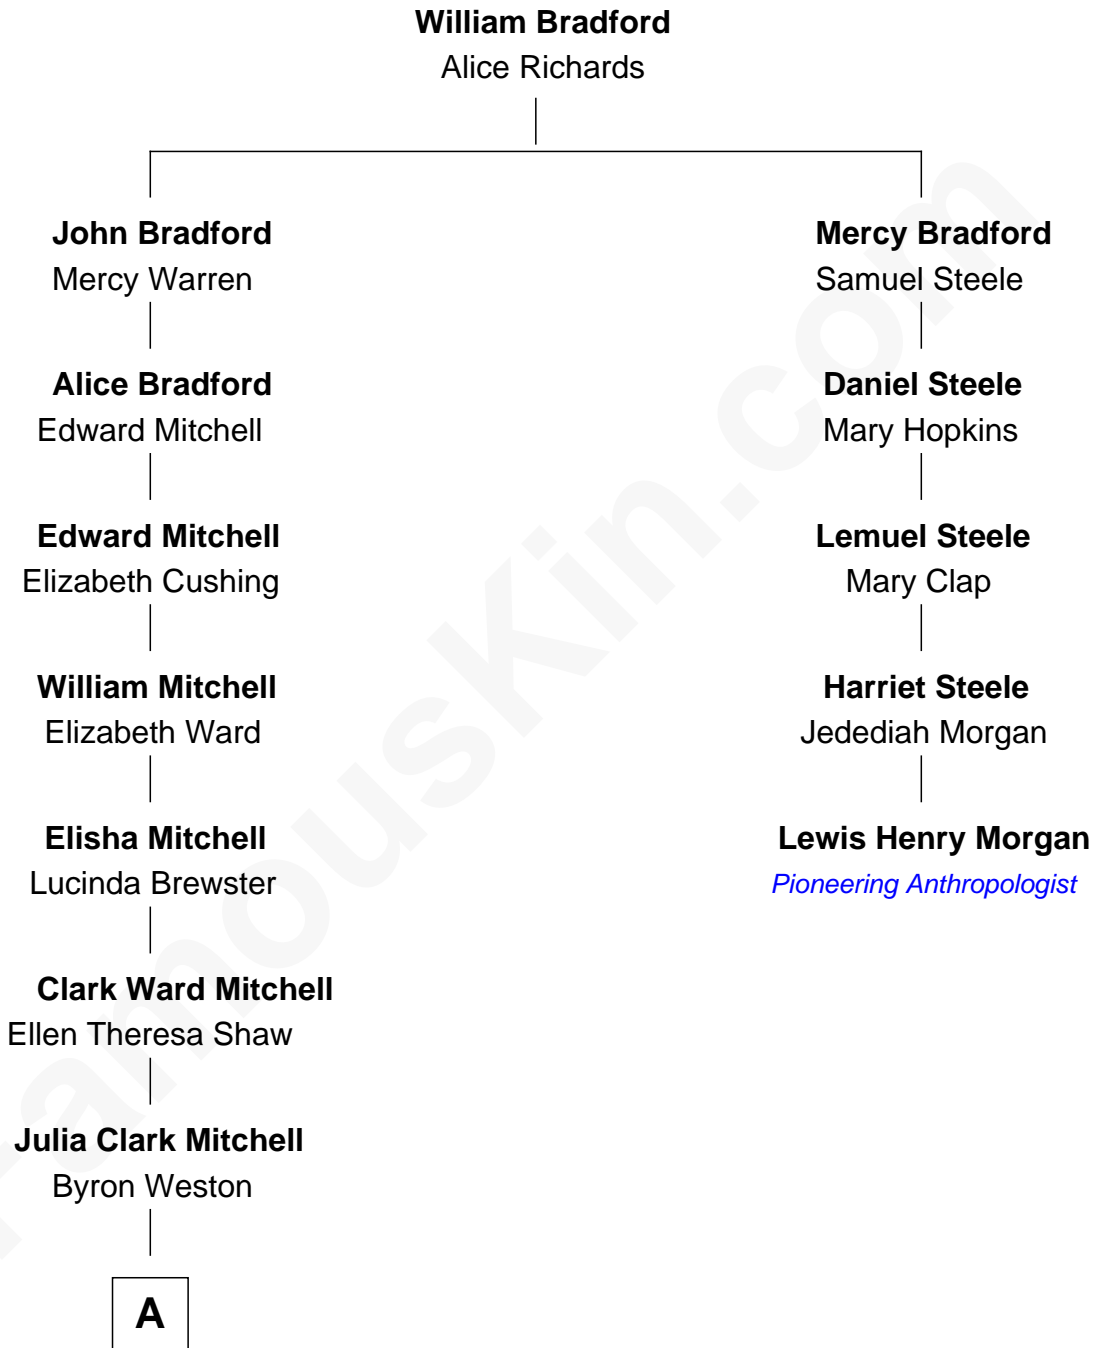 William Bradford
Alice Richards
John Bradford
Mercy Warren
Mercy Bradford
Samuel Steele
Alice Bradford
Edward Mitchell
Daniel Steele
Mary Hopkins
Edward Mitchell
Elizabeth Cushing
Lemuel Steele
Mary Clap
William Mitchell
Elizabeth Ward
Harriet Steele
Jedediah Morgan
Elisha Mitchell
Lucinda Brewster
Lewis Henry Morgan
Pioneering Anthropologist
Clark Ward Mitchell
Ellen Theresa Shaw
Julia Clark Mitchell
Byron Weston
A
FamousKin.com